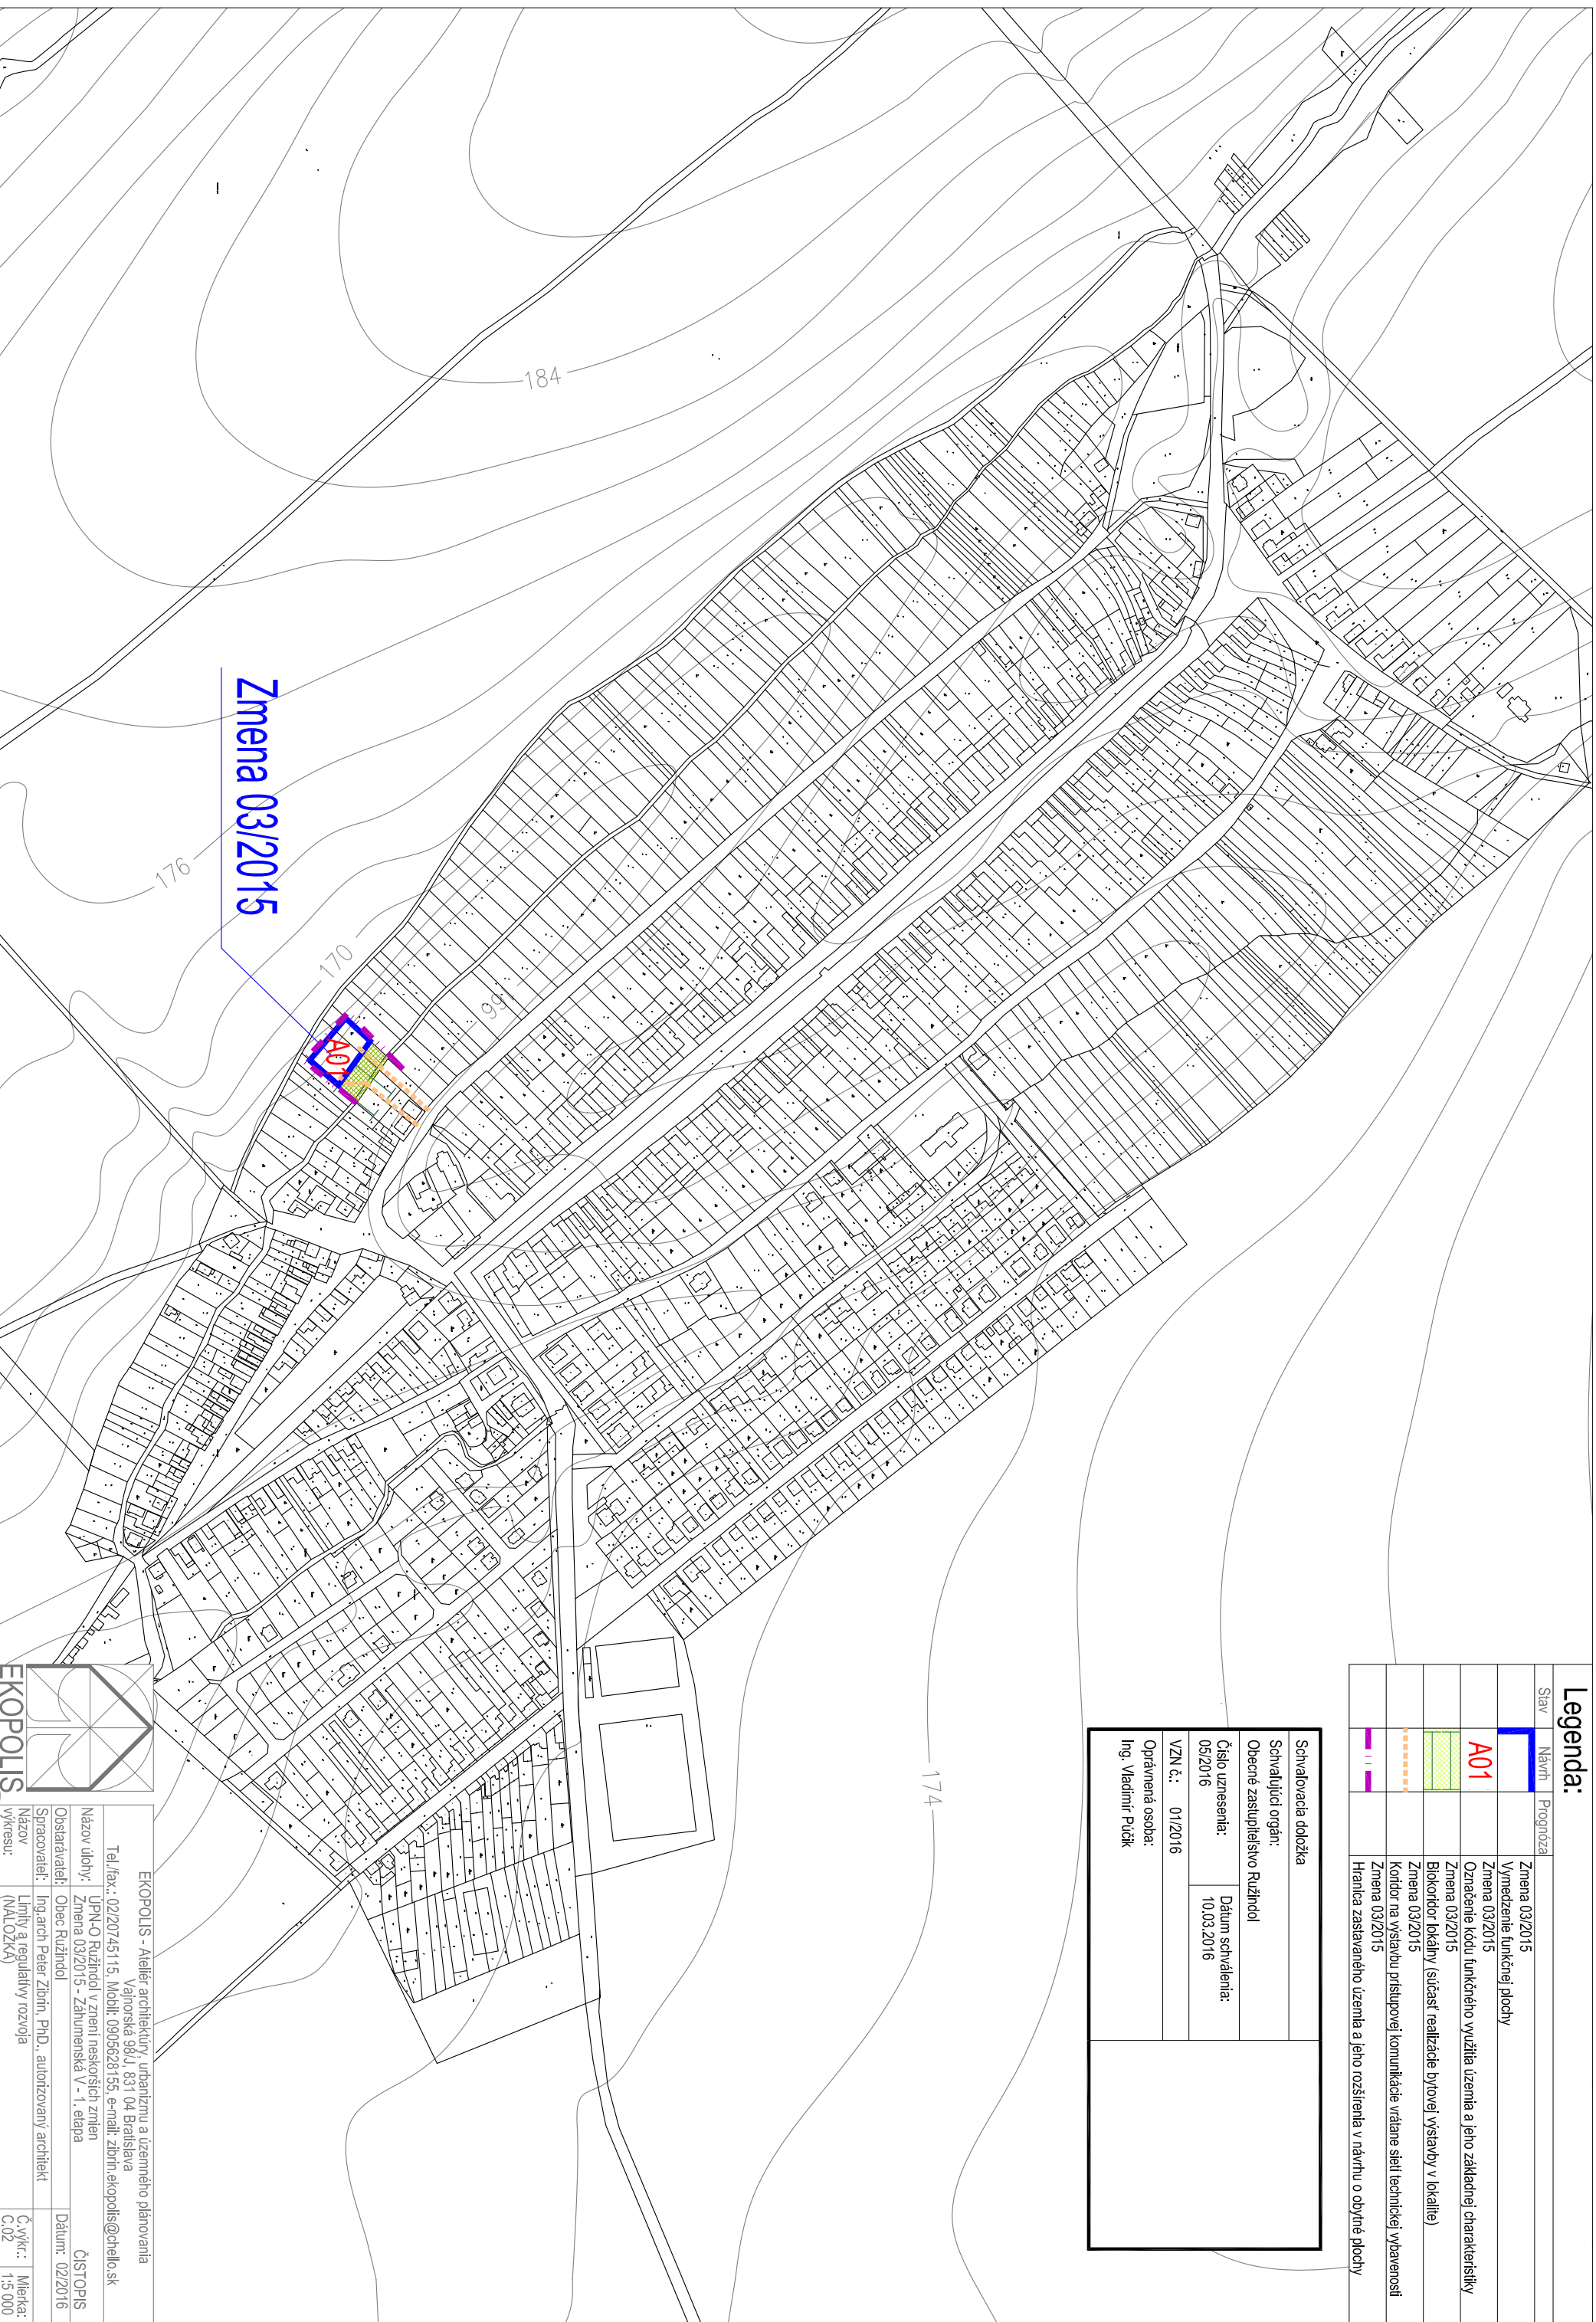 Legenda:
Stav Návrh Prognóza
Zmena 03/2015
Vymedzenie funkčnej plochy
A01
Zmena 03/2015
Označenie kódu funkčného využitia územia a jeho základnej charakteristiky
Zmena 03/2015
Biokoridor lokálny (súčasť realizácie bytovej výstavby v lokalite)
Zmena 03/2015
Koridor na výstavbu prístupovej komunikácie vrátane sietí technickej vybavenosti
Zmena 03/2015
Hranica zastavaného územia a jeho rozšírenia v návrhu o obytné plochy
Schvaľovacia doložka
Schvaľujúci orgán:
Obecné zastupiteľstvo Ružindol
Číslo uznesenia: Dátum schválenia:
05/2016 10.03.2016
VZN č.: 01/2016
Oprávnená osoba:
Ing. Vladimír Púčik
184
176
170
166
174
Zmena 03/2015
A01
EKOPOLIS
EKOPOLIS - Ateliér architektúry, urbanizmu a územného plánovania
Vajnorská 98/J, 831 04 Bratislava
Tel./fax.: 02/20745115, Mobil: 0905628155, e-mail: zibrin.ekopolis@chello.sk
Názov úlohy: ÚPN-O Ružindol v znení neskorších zmien
Zmena 03/2015 - Záhumenská V - 1. etapa ČISTOPIS
Obstarávateľ: Obec Ružindol Dátum: 02/2016
Spracovateľ: Ing.arch Peter Zibrin, PhD., autorizovaný architekt
Názov výkresu: Limity a regulatívy rozvoja
(NÁLOŽKA)
Č.výkr.: C.02 Mierka: 1:5 000